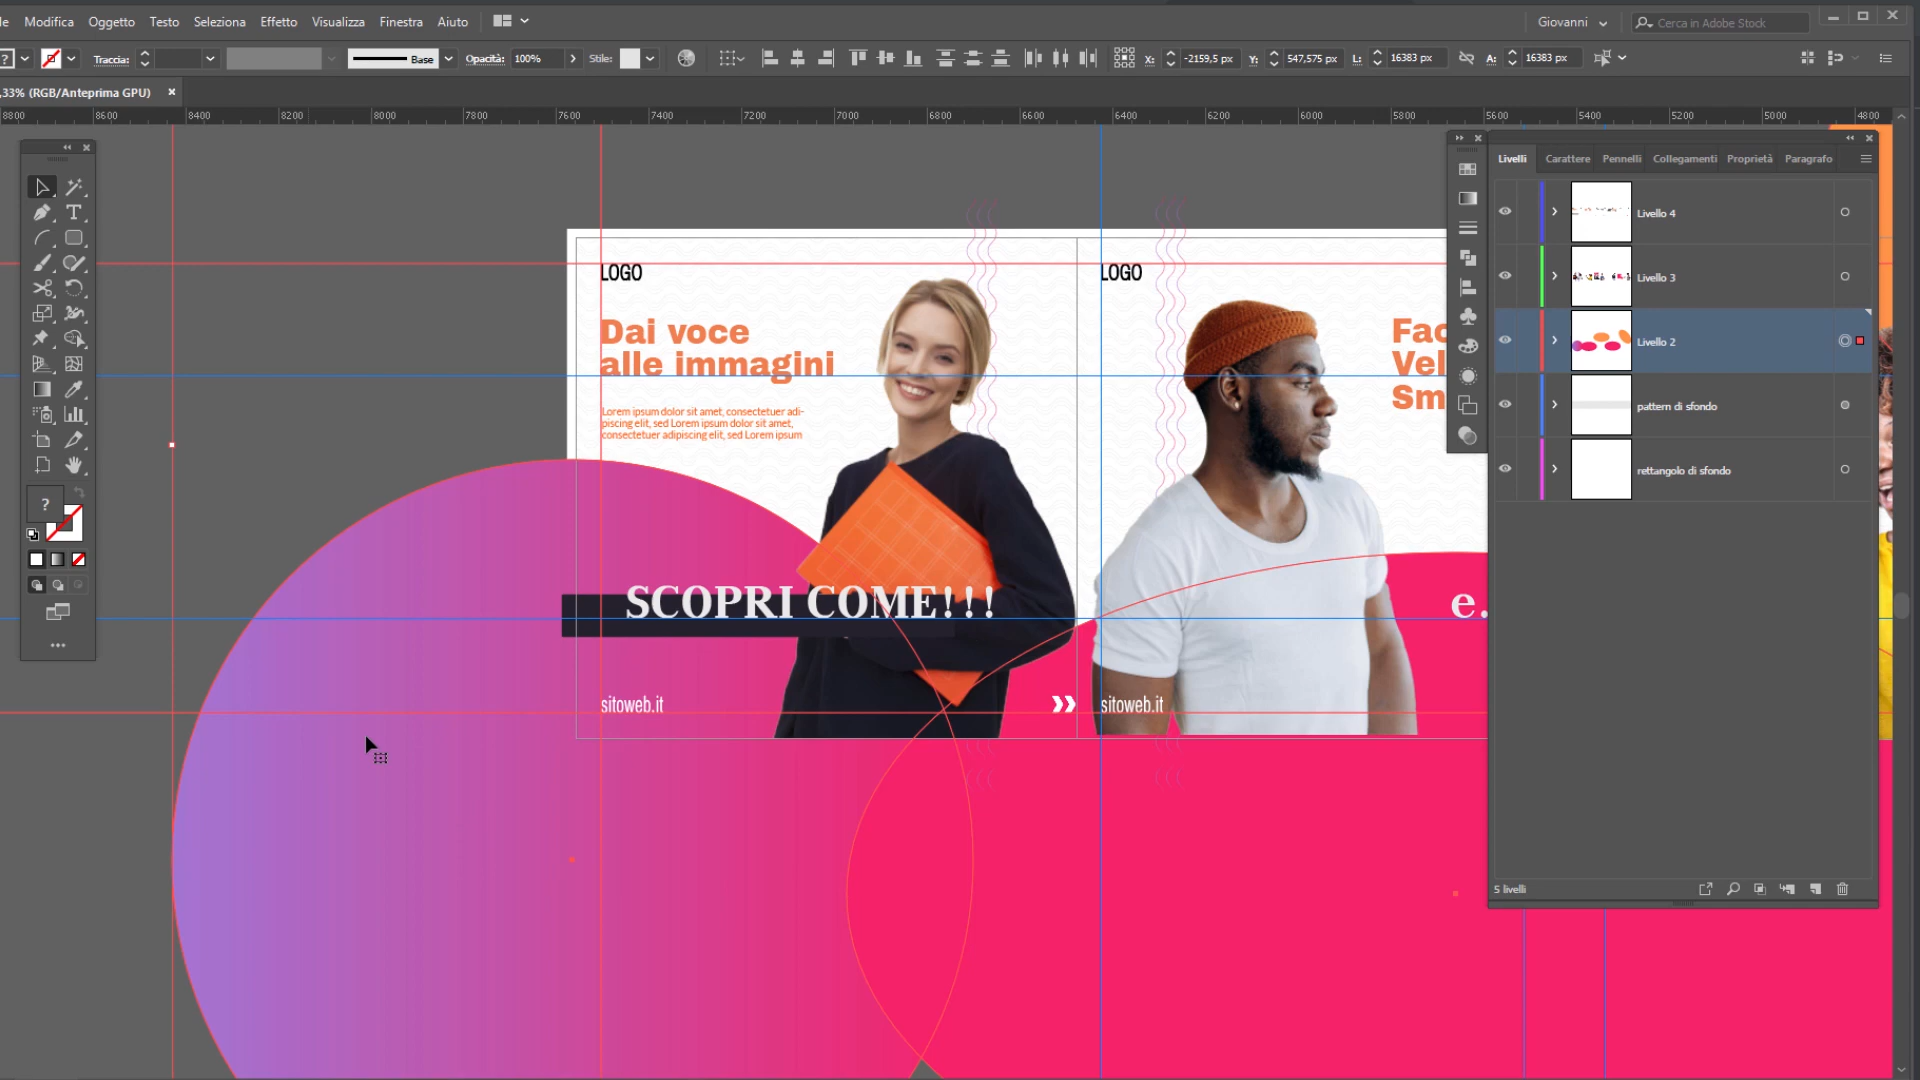 Modifica Oggetto Testo Seleziona Effetto Visualizza Finestra Aiuto Giovanni Cerca in Adobe Stock
Traccia: Base Opacità: 100% Stile: X: -2159,5 px Y: 547,575 px L: 16383 px A: 16383 px
,33% (RGB/Anteprima GPU)
8800 8600 8400 8200 8000 7800 7600 7400 7200 7000 6800 6600 6400 6200 6000 5800 5600 5400 5200 5000 4800
Livelli Carattere Pennelli Collegamenti Proprietà Paragrafo
Livello 4
Livello 3
Livello 2
pattern di sfondo
rettangolo di sfondo
5 livelli
LOGO
Dai voce
alle immagini
Lorem ipsum dolor sit amet, consectetuer adi-
piscing elit, sed Lorem ipsum dolor sit amet,
consectetuer adipiscing elit, sed Lorem ipsum
SCOPRI COME!!!
sitoweb.it
LOGO
Fac
Vel
Sm
e.
sitoweb.it